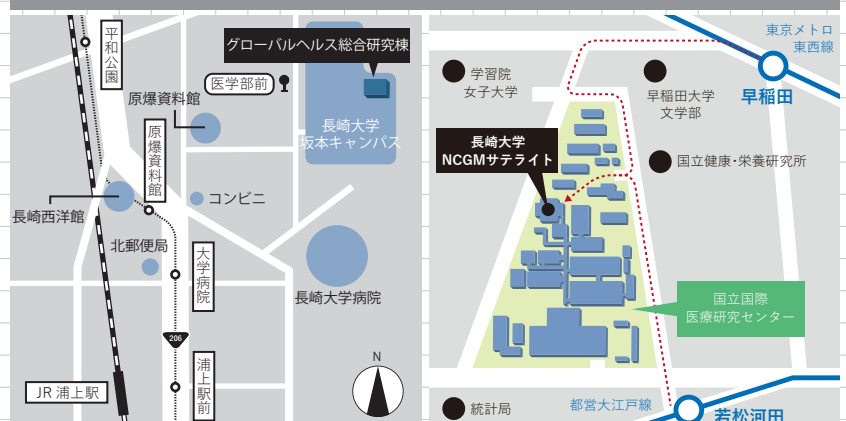 平和公園
グローバルヘルス総合研究棟
医学部前
原爆資料館
長崎大学
坂本キャンパス
原爆資料館
コンビニ
長崎西洋館
北郵便局
大学病院
長崎大学病院
206
浦上駅前
JR 浦上駅
N
東京メトロ
東西線
早稲田
学習院
女子大学
早稲田大学
文学部
長崎大学
NCGMサテライト
国立健康・栄養研究所
国立国際
医療研究センター
統計局
都営大江戸線
若松河田